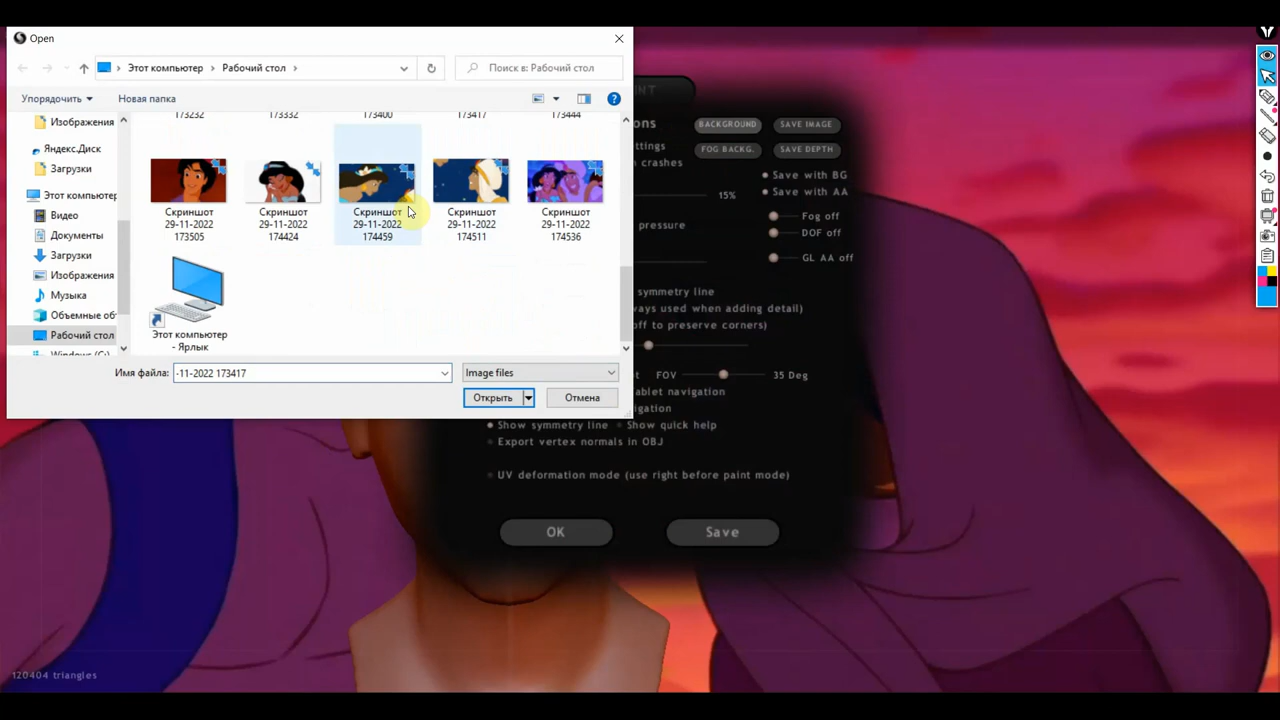 Open
Этот компьютер
Рабочий стол
Поиск в: Рабочий стол
Упорядочить
Новая папка
Изображения
Яндекс.Диск
Загрузки
Этот компьютер
Видео
Документы
Загрузки
Изображения
Музыка
Объемные об
Рабочий стол
Windows (C:)
173232
173332
173400
173417
173444
Скриншот
29-11-2022
173505
Скриншот
29-11-2022
174424
Скриншот
29-11-2022
174459
Скриншот
29-11-2022
174511
Скриншот
29-11-2022
174536
Этот компьютер
- Ярлык
Имя файла:
-11-2022 173417
Image files
Открыть
Отмена
BACKGROUND
SAVE IMAGE
FOG BACKG.
SAVE DEPTH
ons
ettings
crashes
Save with BG
15%
Save with AA
Fog off
pressure
DOF off
GL AA off
symmetry line
ways used when adding detail)
off to preserve corners)
t FOV
35 Deg
ablet navigation
igation
Show symmetry line
Show quick help
Export vertex normals in OBJ
UV deformation mode (use right before paint mode)
OK
Save
120404 triangles